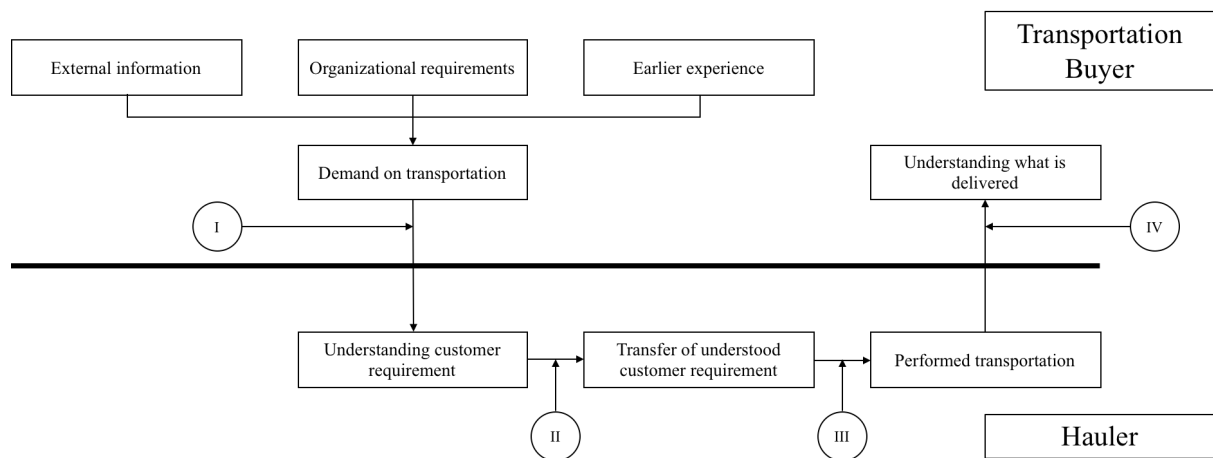 Transportation
Buyer
External information
Organizational requirements
Earlier experience
Demand on transportation
Understanding what is
delivered
I
IV
Understanding customer
requirement
Transfer of understood
customer requirement
Performed transportation
II
III
Hauler